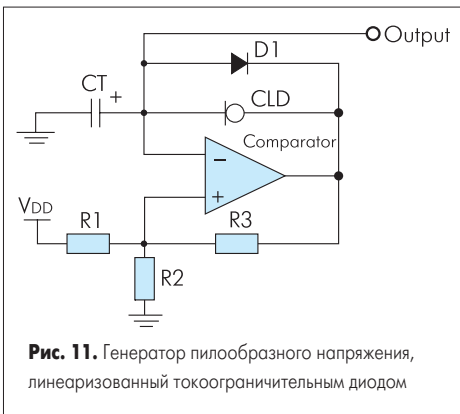 Output
D1
CT
+
CLD
Comparator
−
+
VDD
R1
R3
R2
Рис. 11. Генератор пилообразного напряжения,
линеаризованный токоограничительным диодом